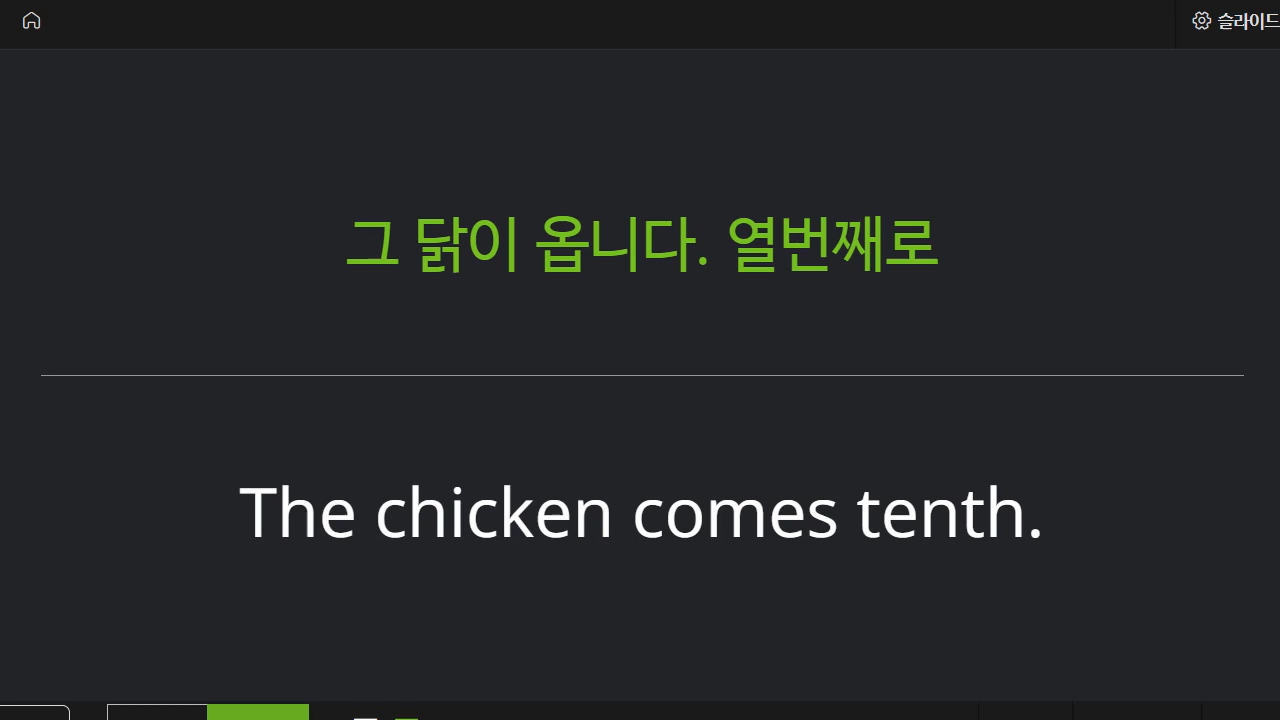 슬라이드
그 닭이 옵니다. 열번째로
The chicken comes tenth.